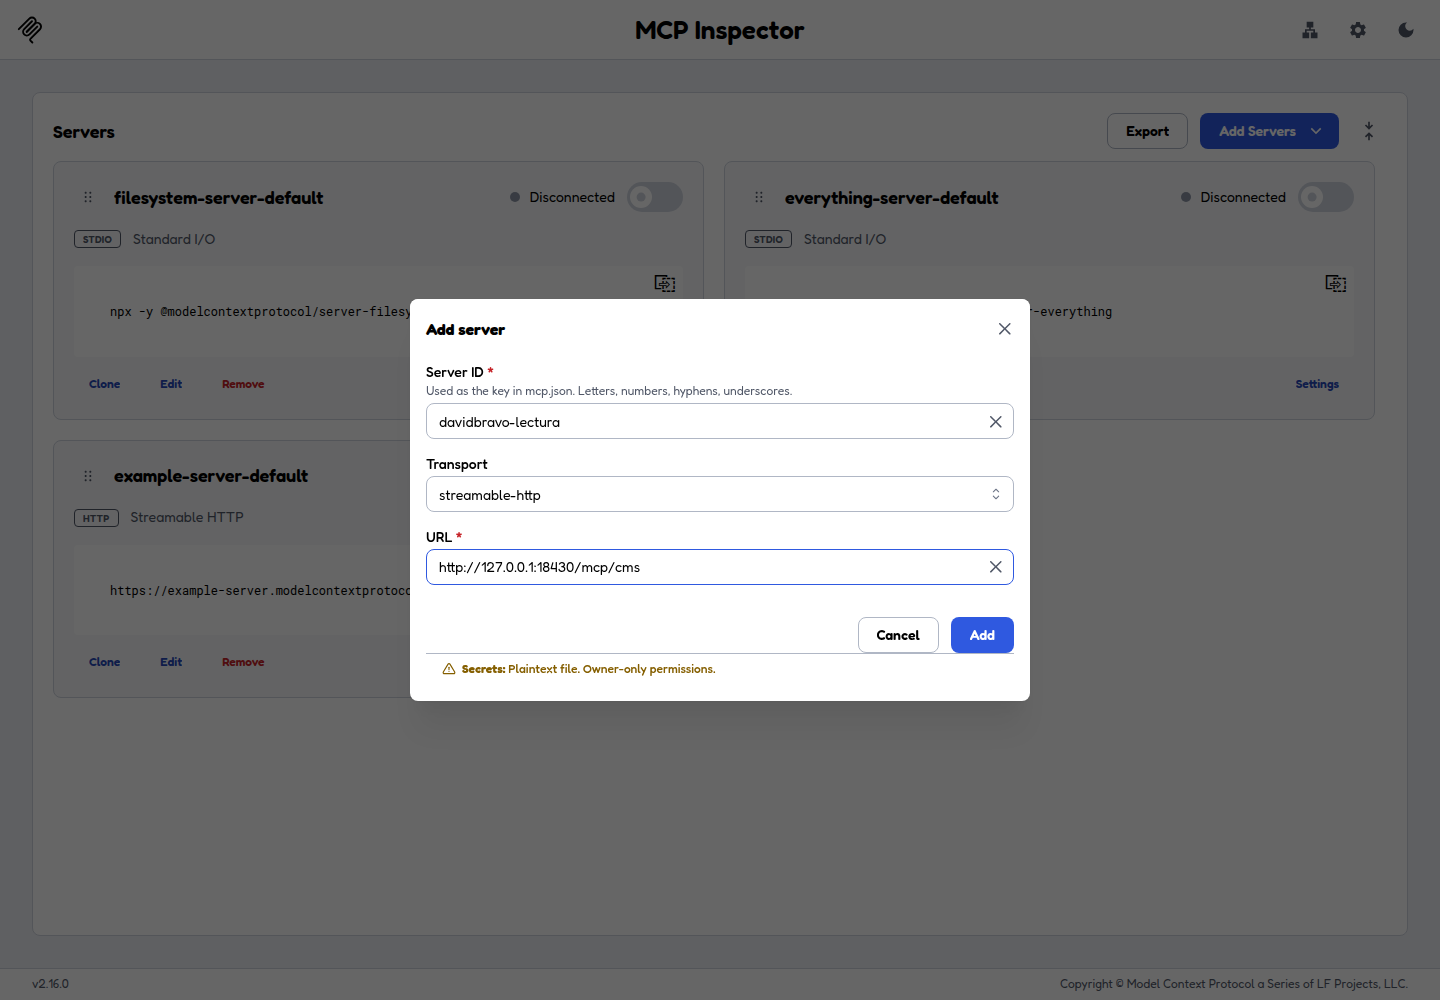 MCP Inspector
Servers
Export
Add Servers
filesystem-server-default
Disconnected
STDIO Standard I/O
npx -y @modelcontextprotocol/server-filesy
Clone Edit Remove
everything-server-default
Disconnected
STDIO Standard I/O
-everything
Settings
example-server-default
HTTP Streamable HTTP
https://example-server.modelcontextprotoco
Clone Edit Remove
Add server
Server ID *
Used as the key in mcp.json. Letters, numbers, hyphens, underscores.
davidbravo-lectura
Transport
streamable-http
URL *
http://127.0.0.1:18430/mcp/cms
Cancel Add
Secrets: Plaintext file. Owner-only permissions.
v2.16.0
Copyright © Model Context Protocol a Series of LF Projects, LLC.